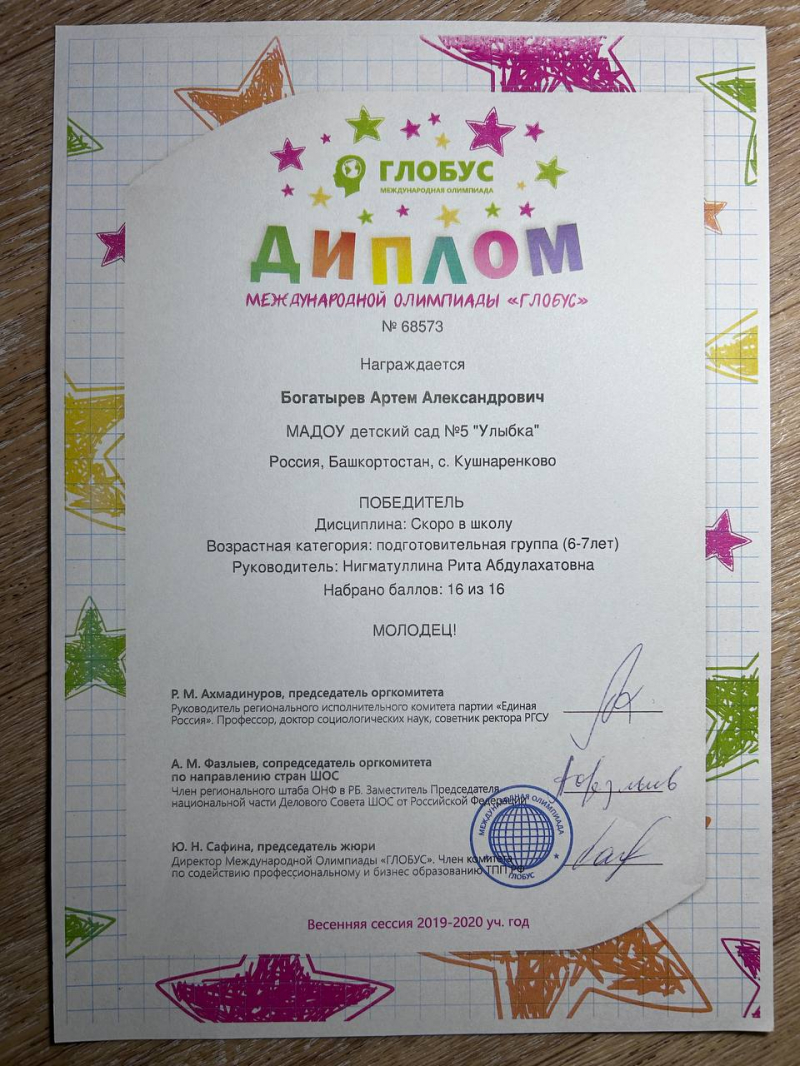 ГЛОБУС
МЕЖДУНАРОДНАЯ ОЛИМПИАДА
ДИПЛОМ
МЕЖДУНАРОДНОЙ ОЛИМПИАДЫ «ГЛОБУС»
№ 68573
Награждается
Богатырев Артем Александрович
МАДОУ детский сад №5 "Улыбка"
Россия, Башкортостан, с. Кушнаренково
ПОБЕДИТЕЛЬ
Дисциплина: Скоро в школу
Возрастная категория: подготовительная группа (6-7лет)
Руководитель: Нигматуллина Рита Абдулахатовна
Набрано баллов: 16 из 16
МОЛОДЕЦ!
Р. М. Ахмадинуров, председатель оргкомитета
Руководитель регионального исполнительного комитета партии «Единая
Россия». Профессор, доктор социологических наук, советник ректора РГСУ
А. М. Фазлыев, сопредседатель оргкомитета
по направлению стран ШОС
Член регионального штаба ОНФ в РБ. Заместитель Председателя
национальной части Делового Совета ШОС от Российской Федерации
Ю. Н. Сафина, председатель жюри
Директор Международной Олимпиады «ГЛОБУС». Член комитета
по содействию профессиональному и бизнес образованию ТПП РФ
МЕЖДУНАРОДНАЯ ОЛИМПИАДА
ГЛОБУС
Весенняя сессия 2019-2020 уч. год